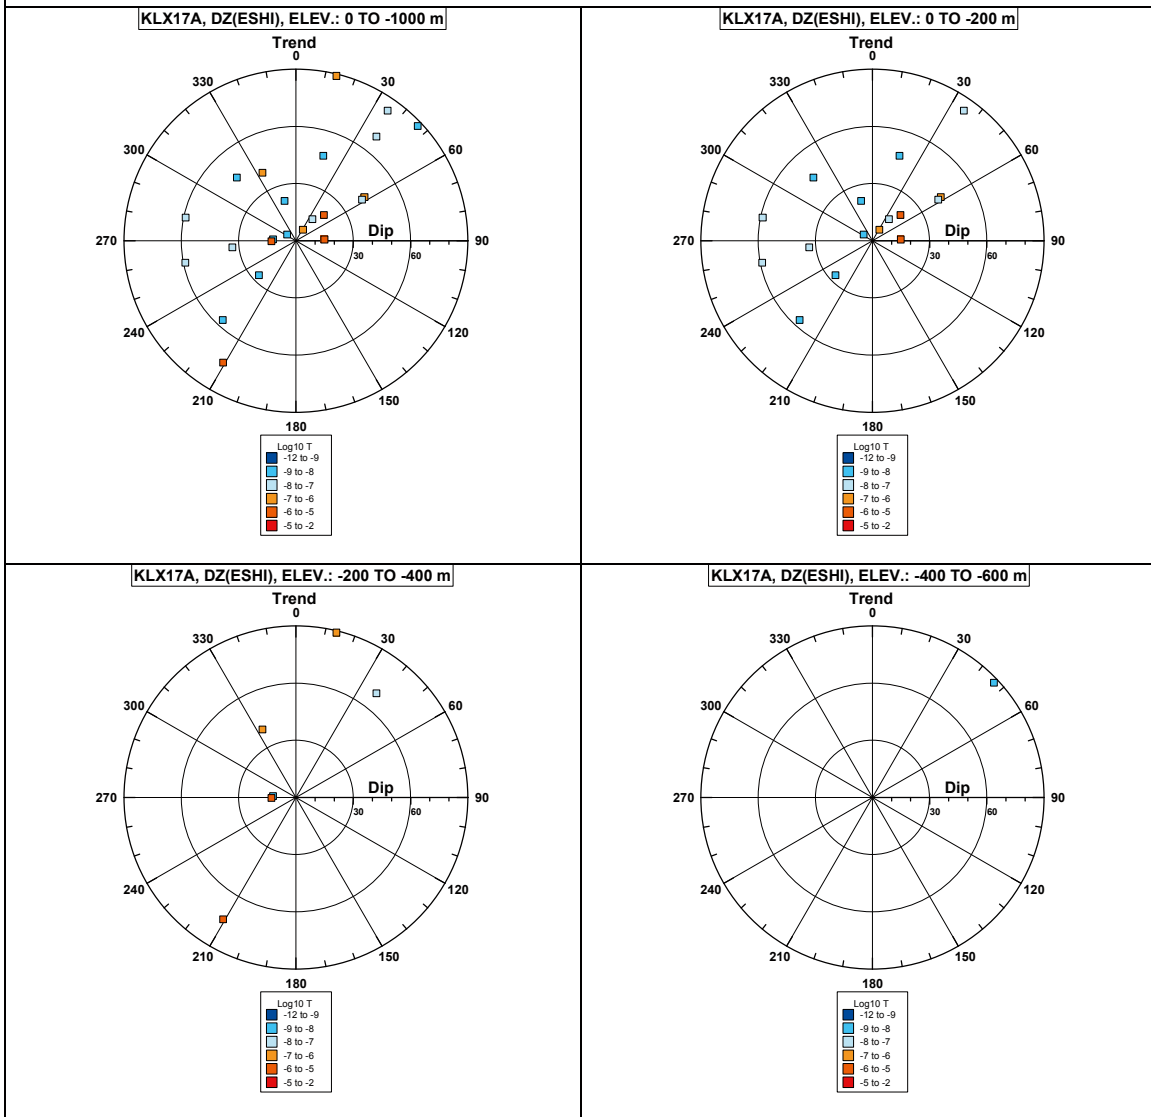 KLX17A, DZ(ESHI), ELEV.: 0 TO -1000 m
Trend
0
330
30
300
60
Dip
270
30
60
90
240
120
210
150
180
Log10 T
-12 to -9
-9 to -8
-8 to -7
-7 to -6
-6 to -5
-5 to -2
KLX17A, DZ(ESHI), ELEV.: 0 TO -200 m
Trend
0
330
30
300
60
Dip
270
30
60
90
240
120
210
150
180
Log10 T
-12 to -9
-9 to -8
-8 to -7
-7 to -6
-6 to -5
-5 to -2
KLX17A, DZ(ESHI), ELEV.: -200 TO -400 m
Trend
0
330
30
300
60
Dip
270
30
60
90
240
120
210
150
180
Log10 T
-12 to -9
-9 to -8
-8 to -7
-7 to -6
-6 to -5
-5 to -2
KLX17A, DZ(ESHI), ELEV.: -400 TO -600 m
Trend
0
330
30
300
60
Dip
270
30
60
90
240
120
210
150
180
Log10 T
-12 to -9
-9 to -8
-8 to -7
-7 to -6
-6 to -5
-5 to -2